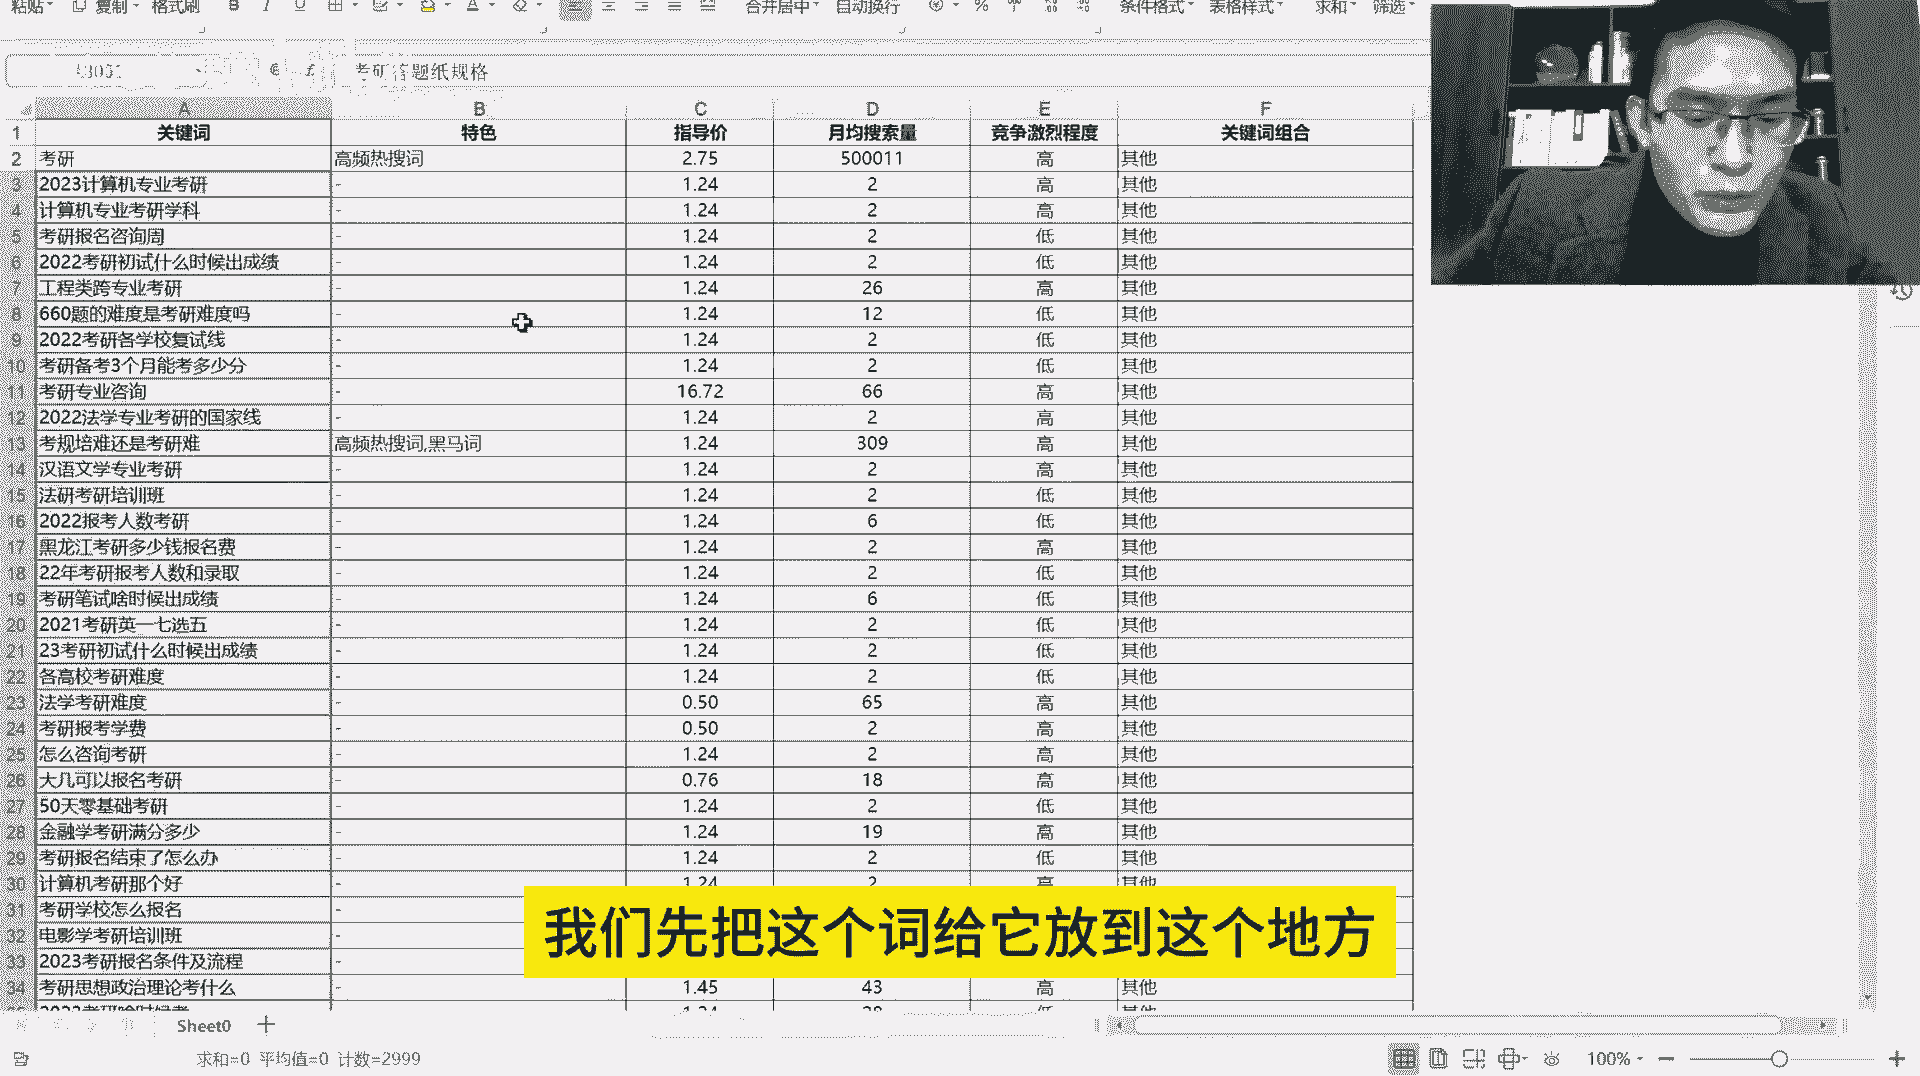 粘贴 复制 格式刷 B I U A 合并居中 自动换行 % 条件格式 表格样式 求和 筛选
考研答题纸规格
A B C D E F
1 关键词 特色 指导价 月均搜索量 竞争激烈程度 关键词组合
2 考研 高频热搜词 2.75 500011 高 其他
3 2023计算机专业考研 - 1.24 2 高 其他
4 计算机专业考研学科 - 1.24 2 高 其他
5 考研报名咨询周 - 1.24 2 低 其他
6 2022考研初试什么时候出成绩 - 1.24 2 低 其他
7 工程类跨专业考研 - 1.24 26 高 其他
8 660题的难度是考研难度吗 - 1.24 12 低 其他
9 2022考研各学校复试线 - 1.24 2 低 其他
10 考研备考3个月能考多少分 - 1.24 2 低 其他
11 考研专业咨询 - 16.72 66 高 其他
12 2022法学专业考研的国家线 - 1.24 2 高 其他
13 考规培难还是考研难 高频热搜词,黑马词 1.24 309 高 其他
14 汉语文学专业考研 - 1.24 2 高 其他
15 法研考研培训班 - 1.24 2 低 其他
16 2022报考人数考研 - 1.24 6 低 其他
17 黑龙江考研多少钱报名费 - 1.24 2 高 其他
18 22年考研报考人数和录取 - 1.24 2 低 其他
19 考研笔试啥时候出成绩 - 1.24 6 低 其他
20 2021考研英一七选五 - 1.24 2 低 其他
21 23考研初试什么时候出成绩 - 1.24 2 低 其他
22 各高校考研难度 - 1.24 2 低 其他
23 法学考研难度 - 0.50 65 高 其他
24 考研报考学费 - 0.50 2 高 其他
25 怎么咨询考研 - 1.24 2 高 其他
26 大几可以报名考研 - 0.76 18 高 其他
27 50天零基础考研 - 1.24 2 低 其他
28 金融学考研满分多少 - 1.24 19 高 其他
29 考研报名结束了怎么办 - 1.24 2 低 其他
30 计算机考研那个好 - 1.24 2 高 其他
31 考研学校怎么报名 -
32 电影学考研培训班 -
33 2023考研报名条件及流程 -
34 考研思想政治理论考什么 - 1.45 43 高 其他
我们先把这个词给它放到这个地方
Sheet0
求和=0 平均值=0 计数=2999
100%